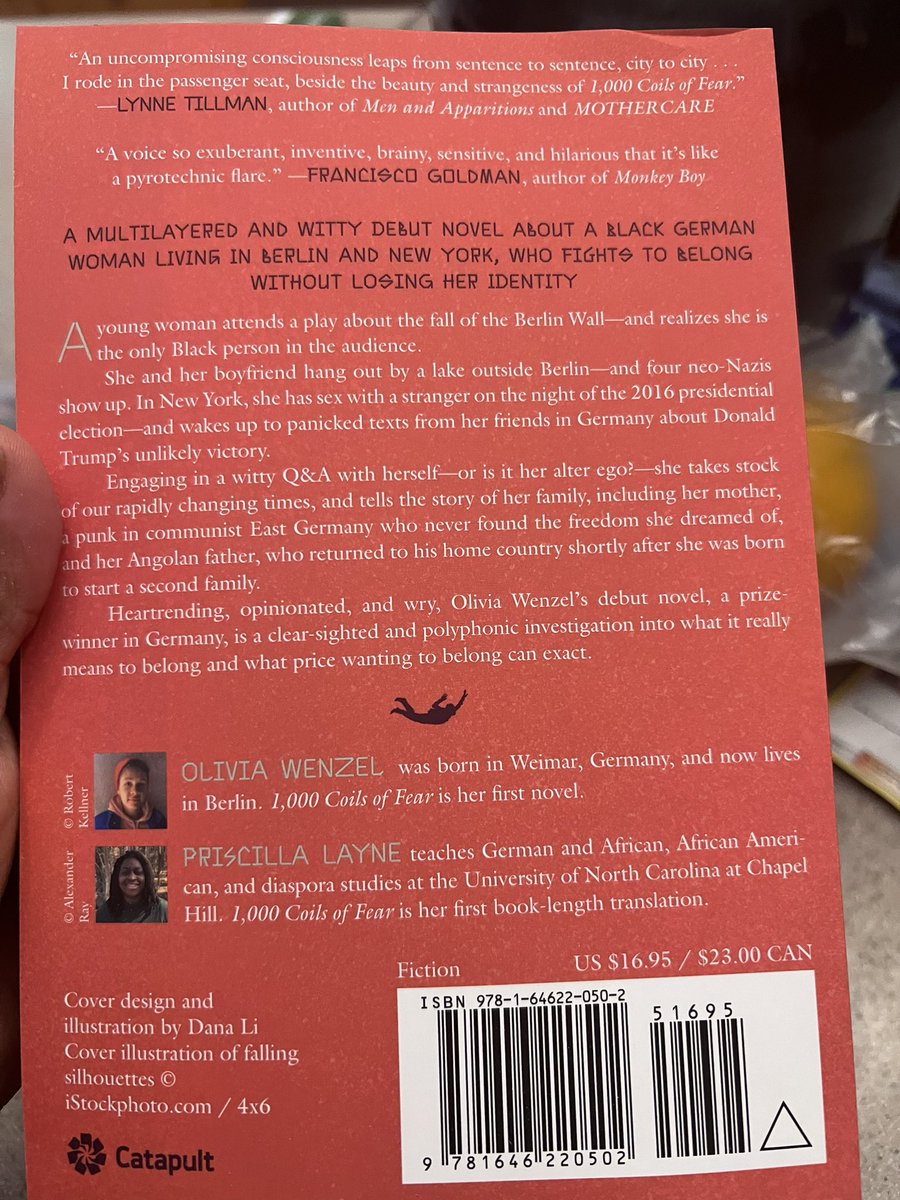 “An uncompromising consciousness leaps from sentence to sentence, city to city . . .
I rode in the passenger seat, beside the beauty and strangeness of 1,000 Coils of Fear.”
—LYNNE TILLMAN, author of Men and Apparitions and MOTHERCARE
“A voice so exuberant, inventive, brainy, sensitive, and hilarious that it’s like
a pyrotechnic flare.” —FRANCISCO GOLDMAN, author of Monkey Boy
A MULTILAYERED AND WITTY DEBUT NOVEL ABOUT A BLACK GERMAN
WOMAN LIVING IN BERLIN AND NEW YORK, WHO FIGHTS TO BELONG
WITHOUT LOSING HER IDENTITY
A young woman attends a play about the fall of the Berlin Wall—and realizes she is
the only Black person in the audience.
She and her boyfriend hang out by a lake outside Berlin—and four neo-Nazis
show up. In New York, she has sex with a stranger on the night of the 2016 presidential
election—and wakes up to panicked texts from her friends in Germany about Donald
Trump’s unlikely victory.
Engaging in a witty Q&A with herself—or is it her alter ego?—she takes stock
of our rapidly changing times, and tells the story of her family, including her mother,
a punk in communist East Germany who never found the freedom she dreamed of,
and her Angolan father, who returned to his home country shortly after she was born
to start a second family.
Heartrending, opinionated, and wry, Olivia Wenzel’s debut novel, a prize-
winner in Germany, is a clear-sighted and polyphonic investigation into what it really
means to belong and what price wanting to belong can exact.
© Robert
Kellner
OLIVIA WENZEL was born in Weimar, Germany, and now lives
in Berlin. 1,000 Coils of Fear is her first novel.
© Alexander
Ray
PRISCILLA LAYNE teaches German and African, African Ameri-
can, and diaspora studies at the University of North Carolina at Chapel
Hill. 1,000 Coils of Fear is her first book-length translation.
Fiction
US $16.95 / $23.00 CAN
Cover design and
illustration by Dana Li
Cover illustration of falling
silhouettes ©
iStockphoto.com / 4x6
Catapult
ISBN 978-1-64622-050-2
51695
9 781646 220502